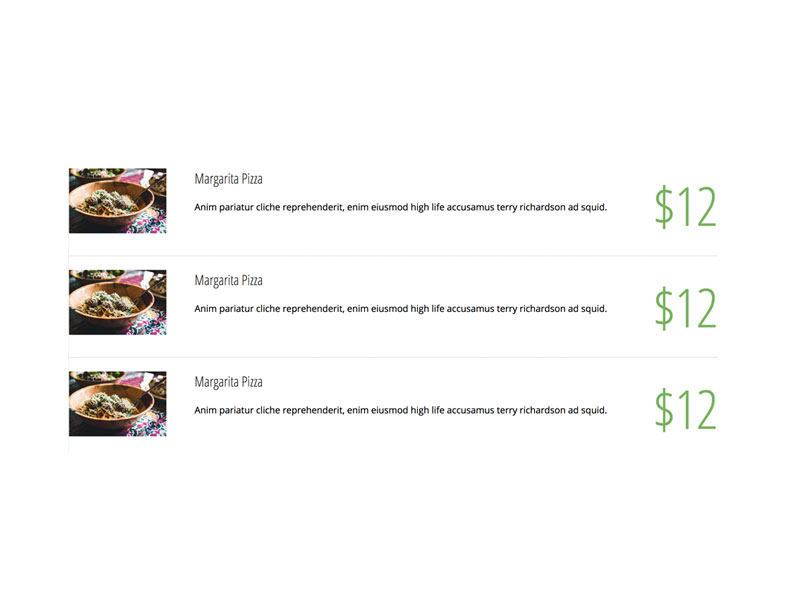 Margarita Pizza
Anim pariatur cliche reprehenderit, enim eiusmod high life accusamus terry richardson ad squid.
$12
Margarita Pizza
Anim pariatur cliche reprehenderit, enim eiusmod high life accusamus terry richardson ad squid.
$12
Margarita Pizza
Anim pariatur cliche reprehenderit, enim eiusmod high life accusamus terry richardson ad squid.
$12